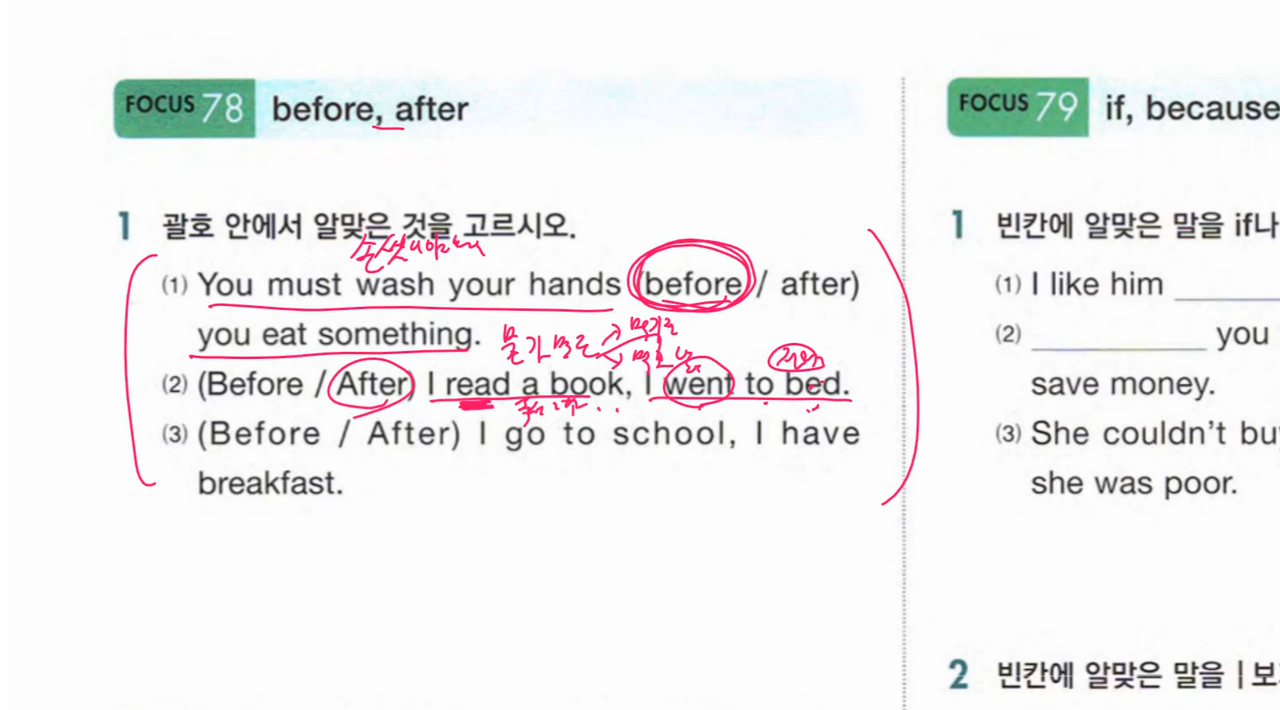 FOCUS 78 before, after
1 괄호 안에서 알맞은 것을 고르시오.
(1) You must wash your hands (before / after)
you eat something.
(2) (Before / After) I read a book, I went to bed.
(3) (Before / After) I go to school, I have
breakfast.
FOCUS 79 if, because
1 빈칸에 알맞은 말을 if나
(1) I like him
(2) you
save money.
(3) She couldn't bu
she was poor.
2 빈칸에 알맞은 말을 | 보